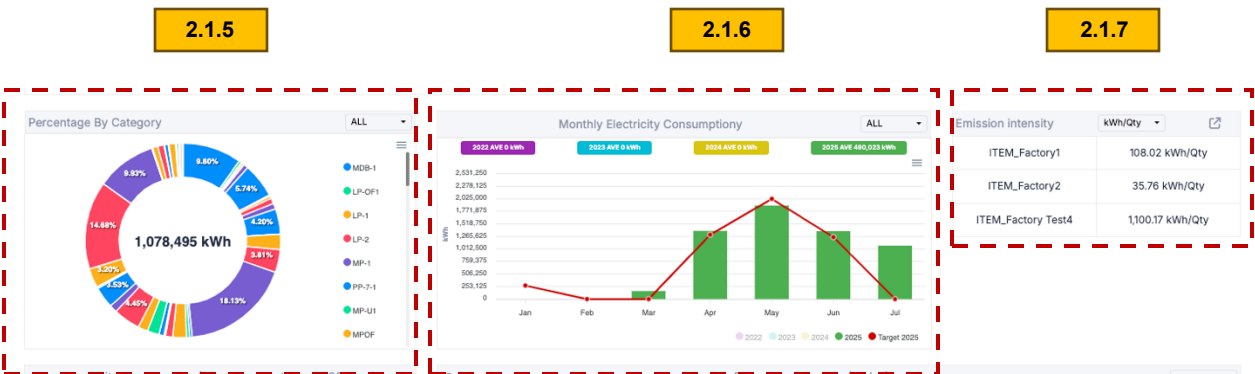 2.1.5
2.1.6
2.1.7
Percentage By Category
ALL
9.80%
5.74%
4.20%
3.81%
18.13%
4.45%
3.53%
3.20%
14.68%
9.93%
1,078,495 kWh
MDB-1
LP-OF1
LP-1
LP-2
MP-1
PP-7-1
MP-U1
MPOF
Monthly Electricity Consumptiony
ALL
2022 AVE 0 kWh
2023 AVE 0 kWh
2024 AVE 0 kWh
2025 AVE 480,023 kWh
kWh
2,531,250
2,278,125
2,025,000
1,771,875
1,518,750
1,265,625
1,012,500
759,375
506,250
253,125
0
Jan Feb Mar Apr May Jun Jul
2022 2023 2024 2025 Target 2025
Emission intensity
kWh/Qty
ITEM_Factory1 108.02 kWh/Qty
ITEM_Factory2 35.76 kWh/Qty
ITEM_Factory Test4 1,100.17 kWh/Qty